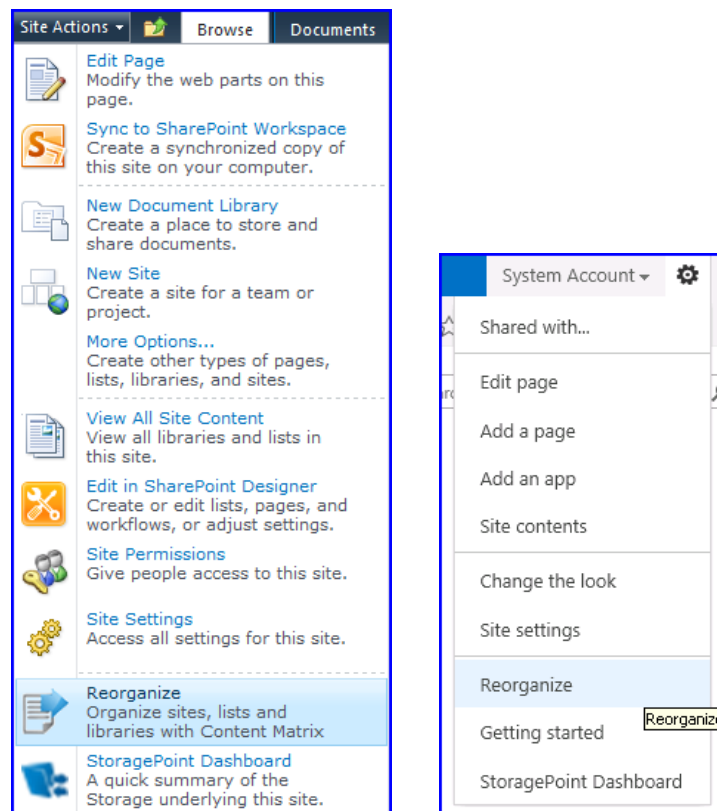 Site Actions Browse Documents
Edit Page
Modify the web parts on this
page.
Sync to SharePoint Workspace
Create a synchronized copy of
this site on your computer.
New Document Library
Create a place to store and
share documents.
New Site
Create a site for a team or
project.
More Options...
Create other types of pages,
lists, libraries, and sites.
View All Site Content
View all libraries and lists in
this site.
Edit in SharePoint Designer
Create or edit lists, pages, and
workflows, or adjust settings.
Site Permissions
Give people access to this site.
Site Settings
Access all settings for this site.
Reorganize
Organize sites, lists and
libraries with Content Matrix
StoragePoint Dashboard
A quick summary of the
Storage underlying this site.
System Account
Shared with...
Edit page
Add a page
Add an app
Site contents
Change the look
Site settings
Reorganize
Reorganize
Getting started
StoragePoint Dashboard